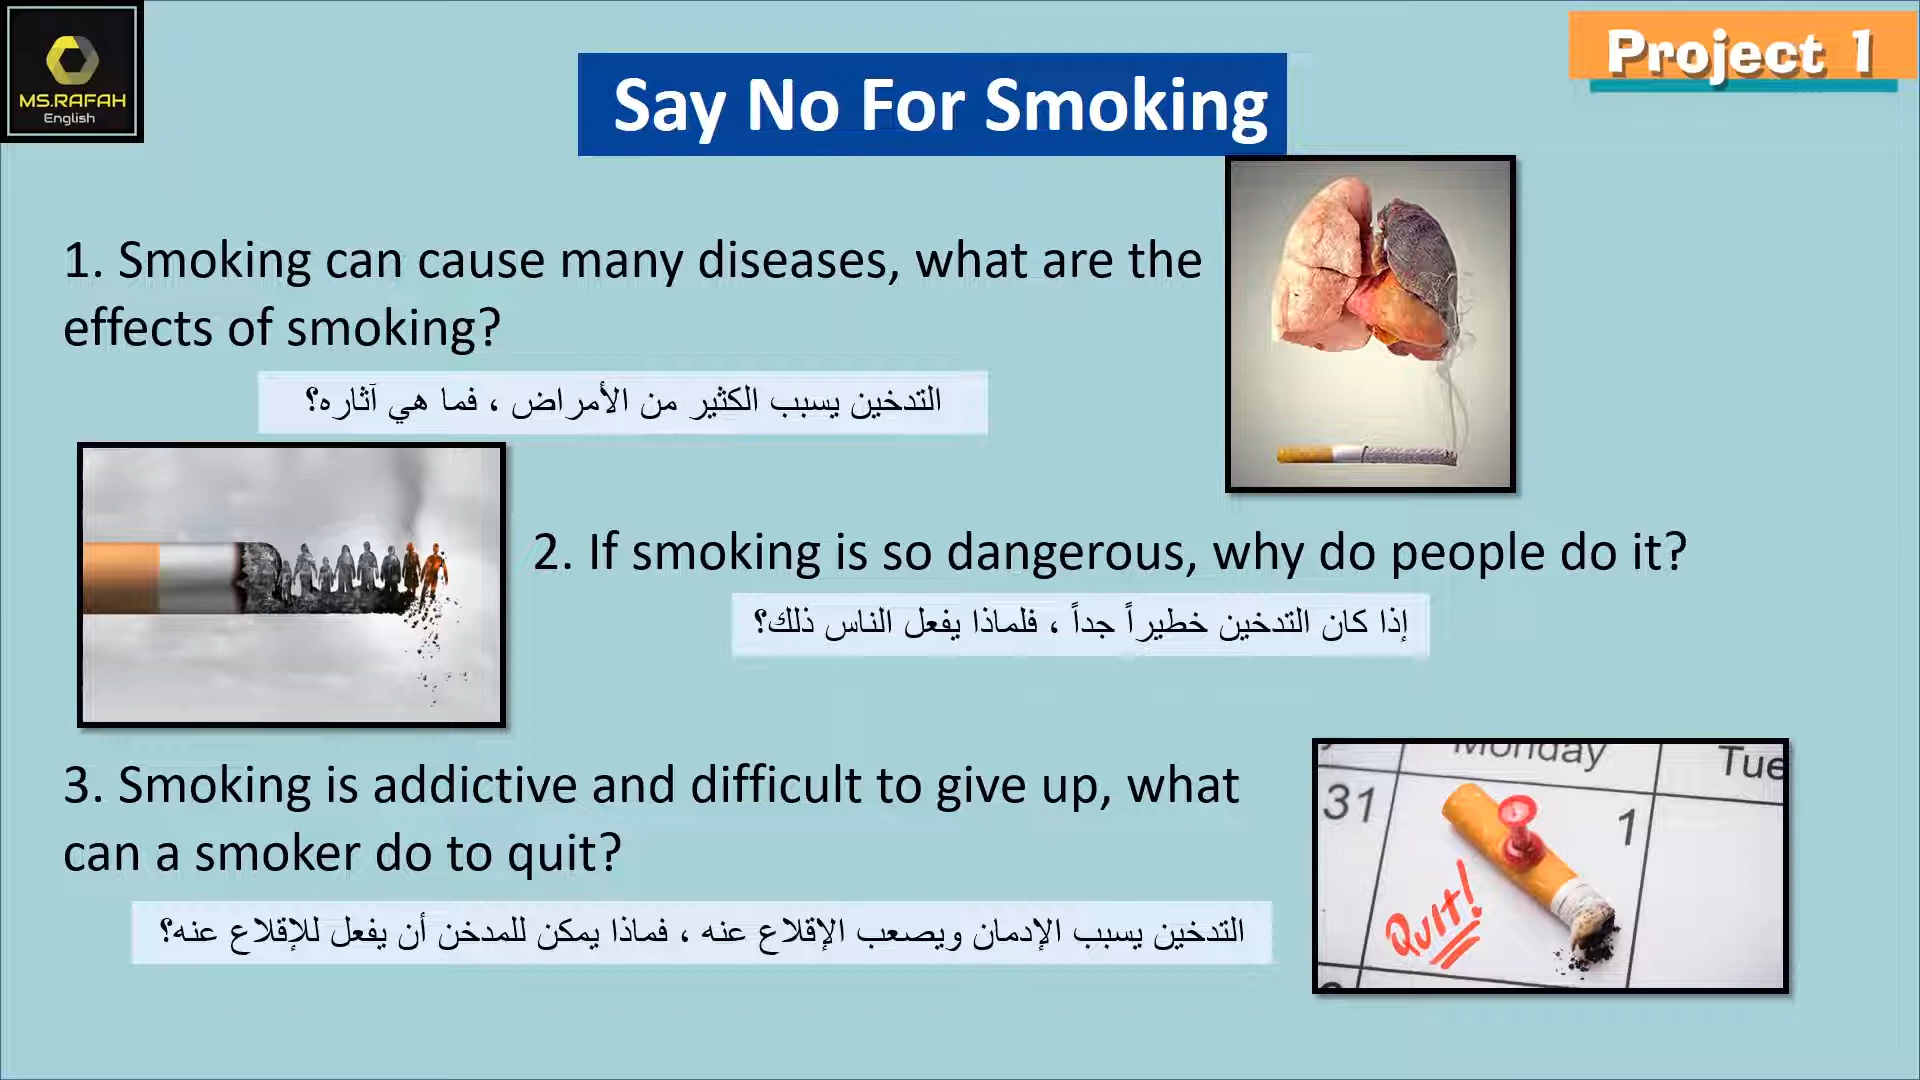 MS.RAFAH
English
Project 1
Say No For Smoking
1. Smoking can cause many diseases, what are the
effects of smoking?
التدخين يسبب الكثير من الأمراض ، فما هي آثاره؟
2. If smoking is so dangerous, why do people do it?
إذا كان التدخين خطيراً جداً ، فلماذا يفعل الناس ذلك؟
3. Smoking is addictive and difficult to give up, what
can a smoker do to quit?
التدخين يسبب الإدمان ويصعب الإقلاع عنه ، فماذا يمكن للمدخن أن يفعل للإقلاع عنه؟
Monday
Tue
31
1
Quit!